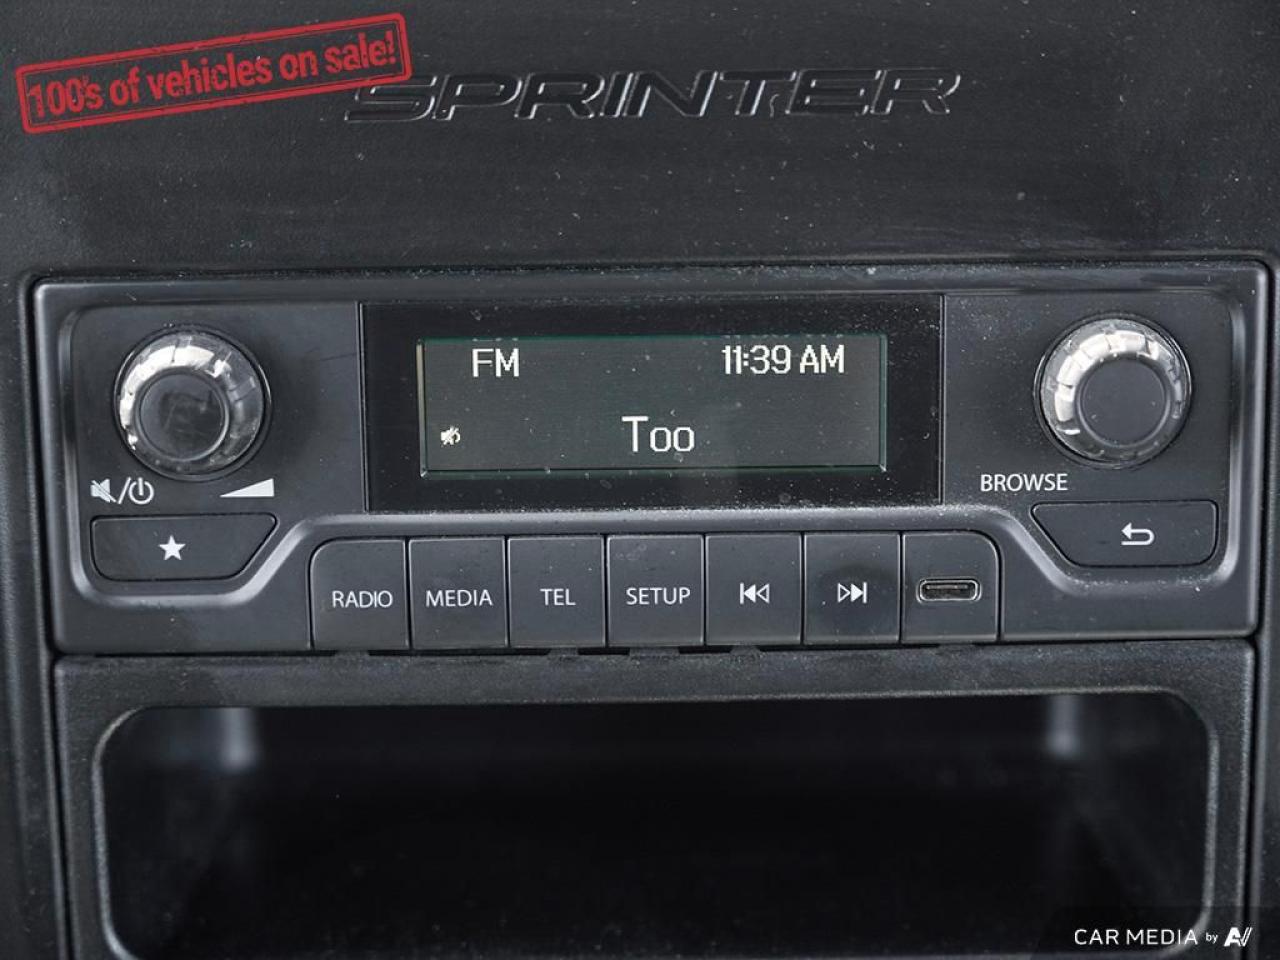 100's of vehicles on sale!
SPRINTER
FM 11:39 AM
Too
BROWSE
RADIO MEDIA TEL SETUP
CAR MEDIA by AV